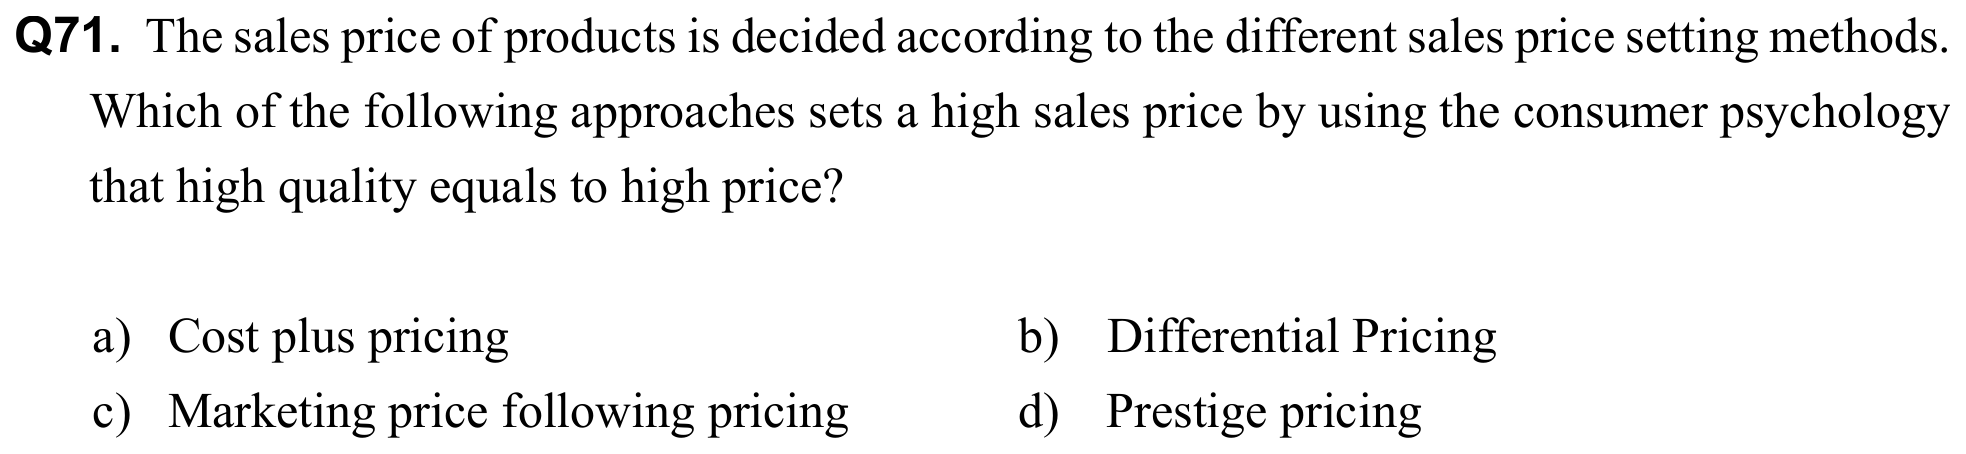 Q71. The sales price of products is decided according to the different sales price setting methods.
Which of the following approaches sets a high sales price by using the consumer psychology
that high quality equals to high price?
a) Cost plus pricing b) Differential Pricing
c) Marketing price following pricing d) Prestige pricing